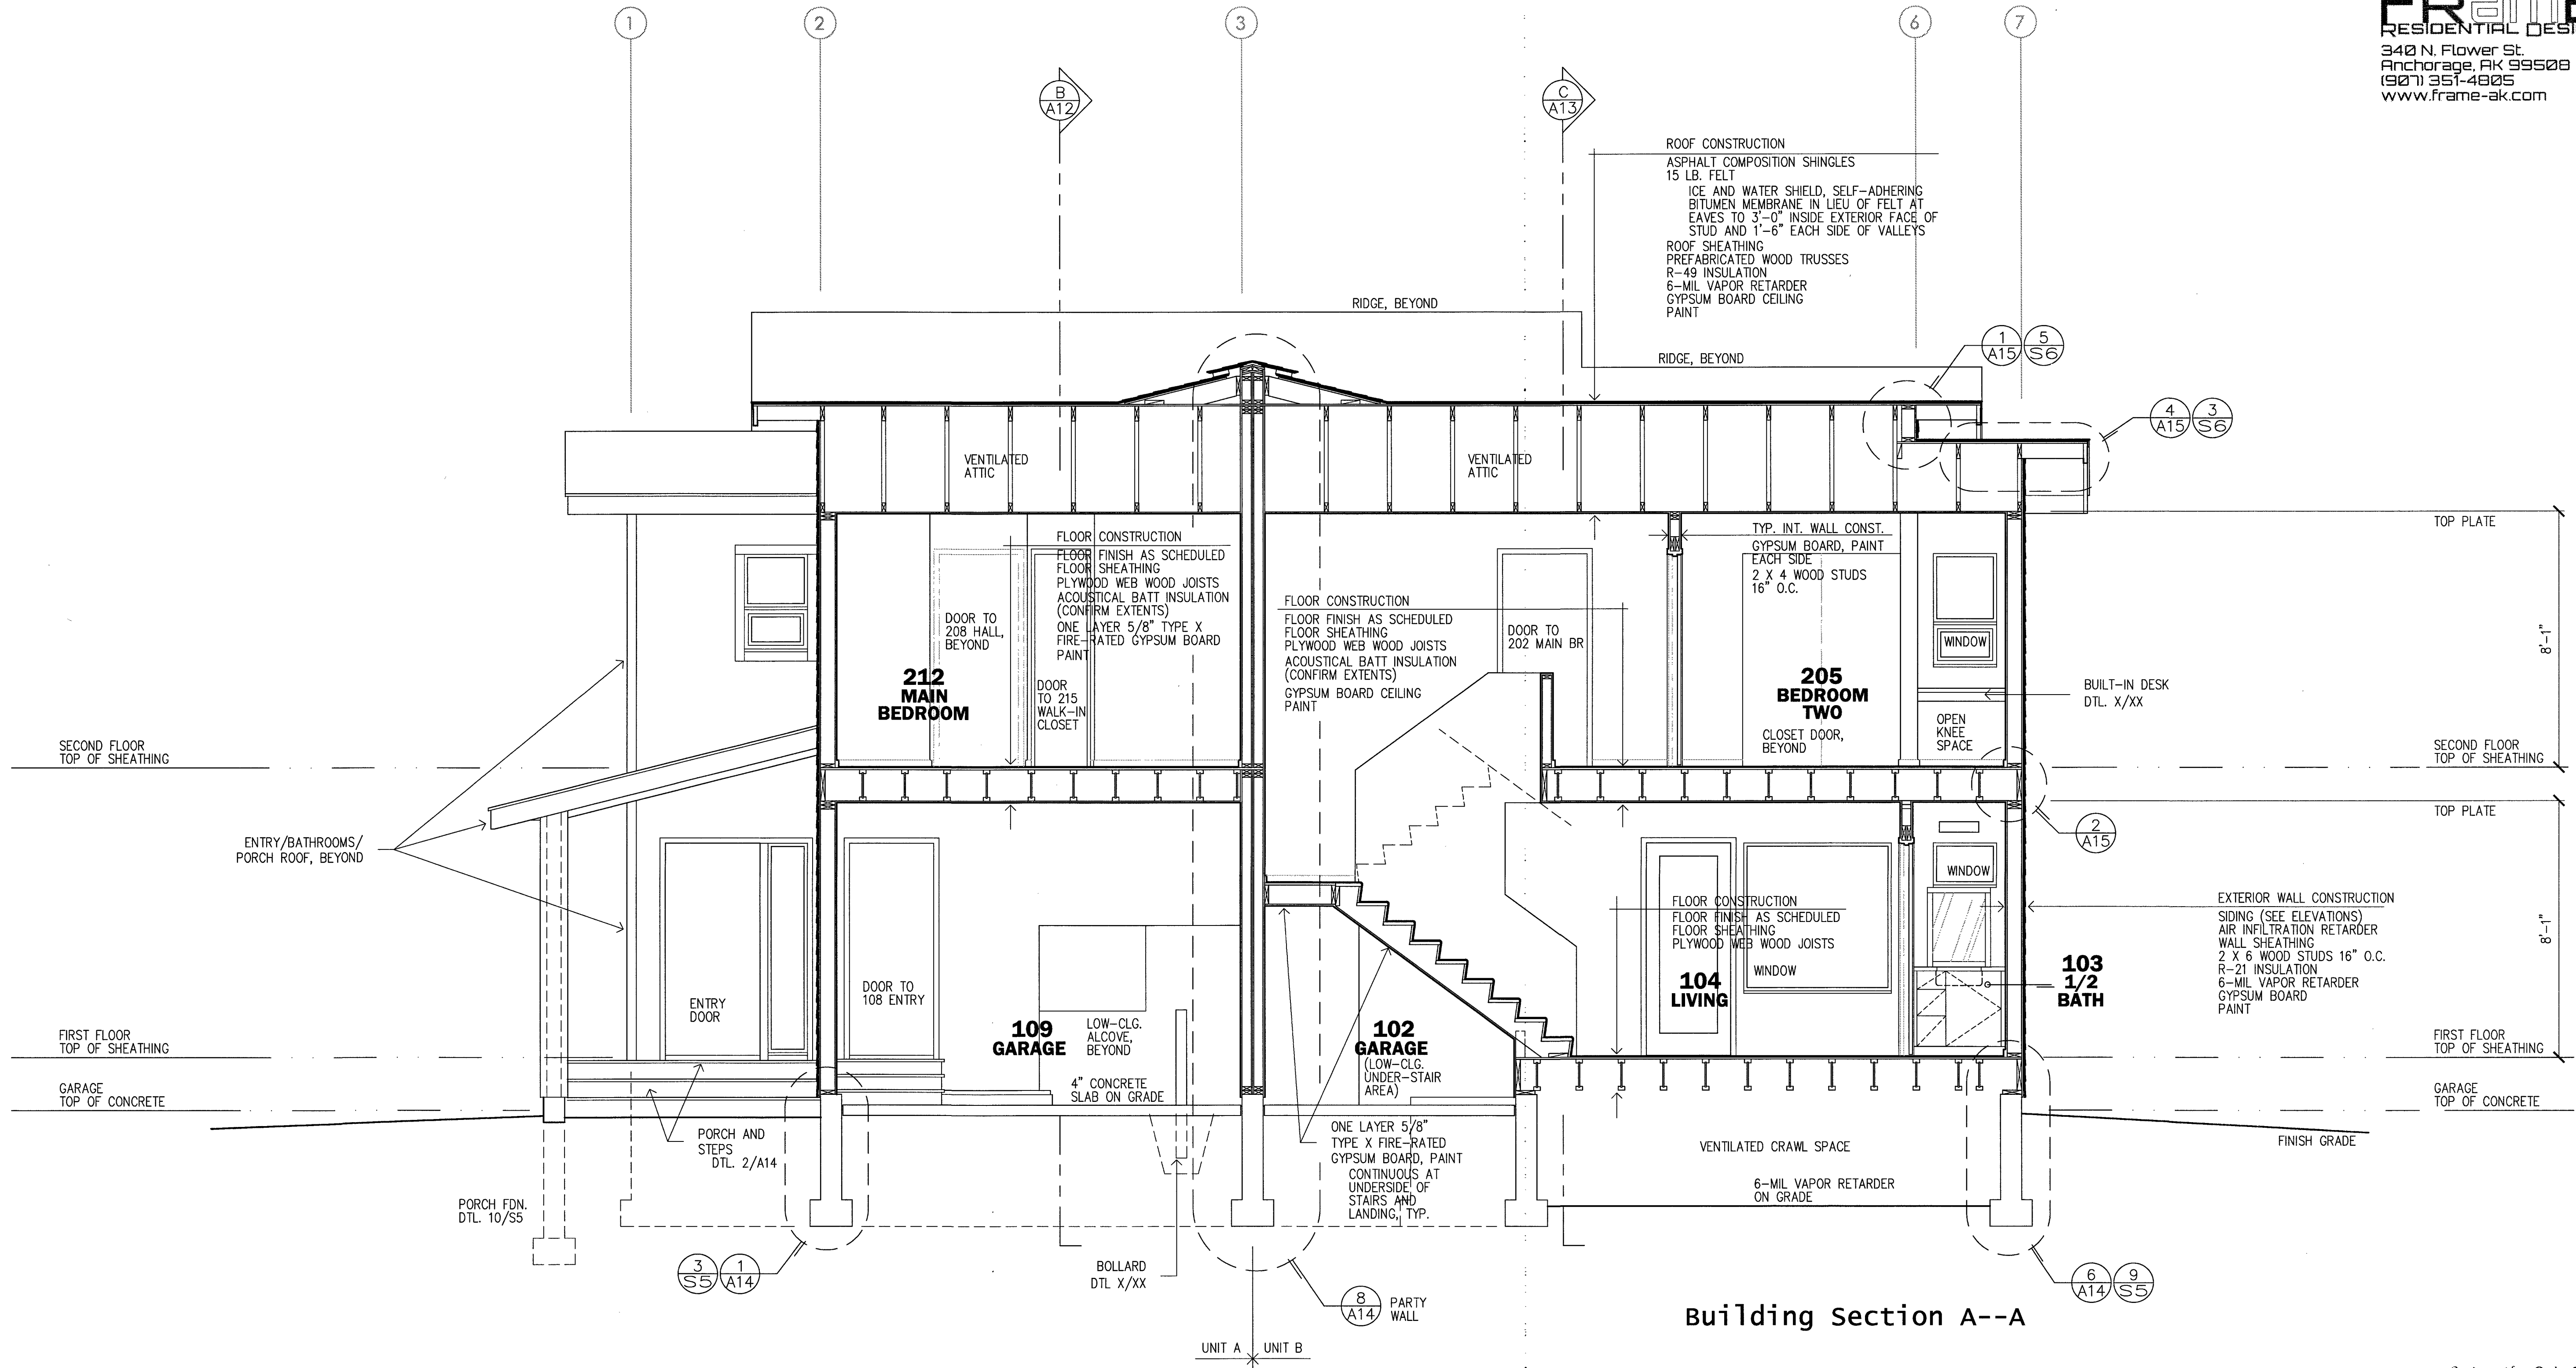 1
2
3
6
7
RESIDENTIAL
340 N. Flower St.
Anchorage, AK 99508
(907) 351-4805
www.frame-ak.com
B
A12
C
A13
ROOF CONSTRUCTION
ASPHALT COMPOSITION SHINGLES
15 LB. FELT
ICE AND WATER SHIELD, SELF-ADHERING
BITUMEN MEMBRANE IN LIEU OF FELT AT
EAVES TO 3'-0" INSIDE EXTERIOR FACE OF
STUD AND 1'-6" EACH SIDE OF VALLEYS
ROOF SHEATHING
PREFABRICATED WOOD TRUSSES
R-49 INSULATION
6-MIL VAPOR RETARDER
GYPSUM BOARD CEILING
PAINT
RIDGE, BEYOND
RIDGE, BEYOND
1
A15
5
S6
4
A15
3
S6
VENTILATED
ATTIC
VENTILATED
ATTIC
TOP PLATE
FLOOR CONSTRUCTION
FLOOR FINISH AS SCHEDULED
FLOOR SHEATHING
PLYWOOD WEB WOOD JOISTS
ACOUSTICAL BATT INSULATION
(CONFIRM EXTENTS)
ONE LAYER 5/8" TYPE X
FIRE-RATED GYPSUM BOARD
PAINT
TYP. INT. WALL CONST.
GYPSUM BOARD, PAINT
EACH SIDE
2 X 4 WOOD STUDS
16" O.C.
FLOOR CONSTRUCTION
FLOOR FINISH AS SCHEDULED
FLOOR SHEATHING
PLYWOOD WEB WOOD JOISTS
ACOUSTICAL BATT INSULATION
(CONFIRM EXTENTS)
GYPSUM BOARD CEILING
PAINT
DOOR TO
208 HALL,
BEYOND
DOOR TO
202 MAIN BR
WINDOW
8'-1"
212
MAIN
BEDROOM
DOOR
TO 215
WALK-IN
CLOSET
205
BEDROOM
TWO
CLOSET DOOR,
BEYOND
OPEN
KNEE
SPACE
BUILT-IN DESK
DTL. X/XX
SECOND FLOOR
TOP OF SHEATHING
SECOND FLOOR
TOP OF SHEATHING
TOP PLATE
2
A15
ENTRY/BATHROOMS/
PORCH ROOF, BEYOND
WINDOW
FLOOR CONSTRUCTION
FLOOR FINISH AS SCHEDULED
FLOOR SHEATHING
PLYWOOD WEB WOOD JOISTS
WINDOW
EXTERIOR WALL CONSTRUCTION
SIDING (SEE ELEVATIONS)
AIR INFILTRATION RETARDER
WALL SHEATHING
2 X 6 WOOD STUDS 16" O.C.
R-21 INSULATION
6-MIL VAPOR RETARDER
GYPSUM BOARD
PAINT
8'-1"
ENTRY
DOOR
DOOR TO
108 ENTRY
104
LIVING
103
1/2
BATH
109
GARAGE
LOW-CLG.
ALCOVE,
BEYOND
102
GARAGE
(LOW-CLG.
UNDER-STAIR
AREA)
4" CONCRETE
SLAB ON GRADE
FIRST FLOOR
TOP OF SHEATHING
GARAGE
TOP OF CONCRETE
FIRST FLOOR
TOP OF SHEATHING
GARAGE
TOP OF CONCRETE
PORCH AND
STEPS
DTL. 2/A14
ONE LAYER 5/8"
TYPE X FIRE-RATED
GYPSUM BOARD, PAINT
CONTINUOUS AT
UNDERSIDE OF
STAIRS AND
LANDING, TYP.
VENTILATED CRAWL SPACE
FINISH GRADE
6-MIL VAPOR RETARDER
ON GRADE
PORCH FDN.
DTL. 10/S5
3
S5
1
A14
BOLLARD
DTL X/XX
8
A14
PARTY
WALL
6
A14
9
S5
Building Section A--A
UNIT A
UNIT B